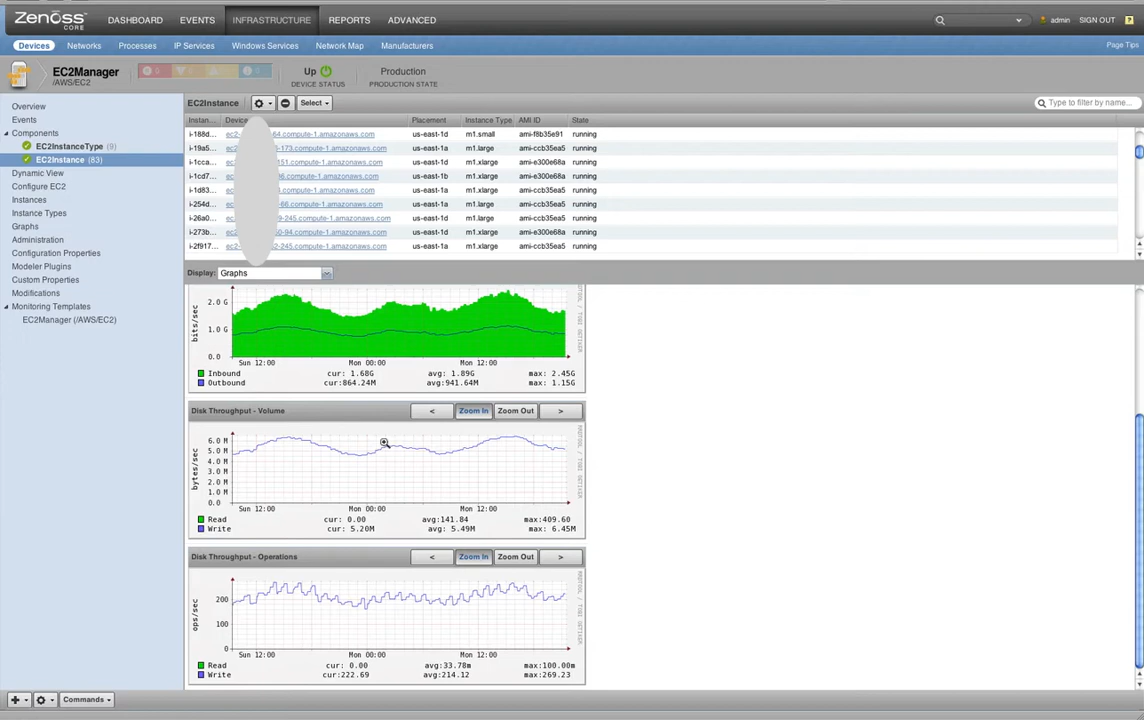 Zenoss CORE
DASHBOARD EVENTS INFRASTRUCTURE REPORTS ADVANCED
admin SIGN OUT ?
Devices Networks Processes IP Services Windows Services Network Map Manufacturers Page Tips
EC2Manager
/AWS/EC2
Up
DEVICE STATUS
Production
PRODUCTION STATE
Overview
Events
Components
EC2InstanceType (9)
EC2Instance (83)
Dynamic View
Configure EC2
Instances
Instance Types
Graphs
Administration
Configuration Properties
Modeler Plugins
Custom Properties
Modifications
Monitoring Templates
EC2Manager (/AWS/EC2)
EC2Instance Select Type to filter by name...
Instan... Device Placement Instance Type AMI ID State
i-188d... ec2- 64.compute-1.amazonaws.com us-east-1d m1.small ami-f8b35e91 running
i-19a5... -173.compute-1.amazonaws.com us-east-1a m1.large ami-ccb35ea5 running
i-1cca... 151.compute-1.amazonaws.com us-east-1d m1.xlarge ami-e300e68a running
i-1cd7... 96.compute-1.amazonaws.com us-east-1b m1.xlarge ami-e300e68a running
i-1d83... .compute-1.amazonaws.com us-east-1a m1.xlarge ami-ccb35ea5 running
i-254d... -66.compute-1.amazonaws.com us-east-1a m1.large ami-ccb35ea5 running
i-26a0... 9-245.compute-1.amazonaws.com us-east-1d m1.large ami-ccb35ea5 running
i-273b... 50-94.compute-1.amazonaws.com us-east-1d m1.xlarge ami-e300e68a running
i-2f917... 2-245.compute-1.amazonaws.com us-east-1a m1.xlarge ami-ccb35ea5 running
Display: Graphs
bits/sec
2.0 G
1.0 G
0.0
Sun 12:00 Mon 00:00 Mon 12:00
Inbound cur: 1.68G avg: 1.89G max: 2.45G
Outbound cur:864.24M avg:941.64M max: 1.15G
Disk Throughput - Volume < Zoom In Zoom Out >
bytes/sec
6.0 M
5.0 M
4.0 M
3.0 M
2.0 M
1.0 M
0.0
RRDTOOL / TOBI OETIKER
Sun 12:00 Mon 00:00 Mon 12:00
Read cur: 0.00 avg:141.84 max:409.60
Write cur: 5.20M avg: 5.49M max: 6.45M
Disk Throughput - Operations < Zoom In Zoom Out >
ops/sec
200
100
0
RRDTOOL / TOBI OETIKER
Sun 12:00 Mon 00:00 Mon 12:00
Read cur: 0.00 avg:33.78m max:100.00m
Write cur:222.69 avg:214.12 max:269.23
Commands